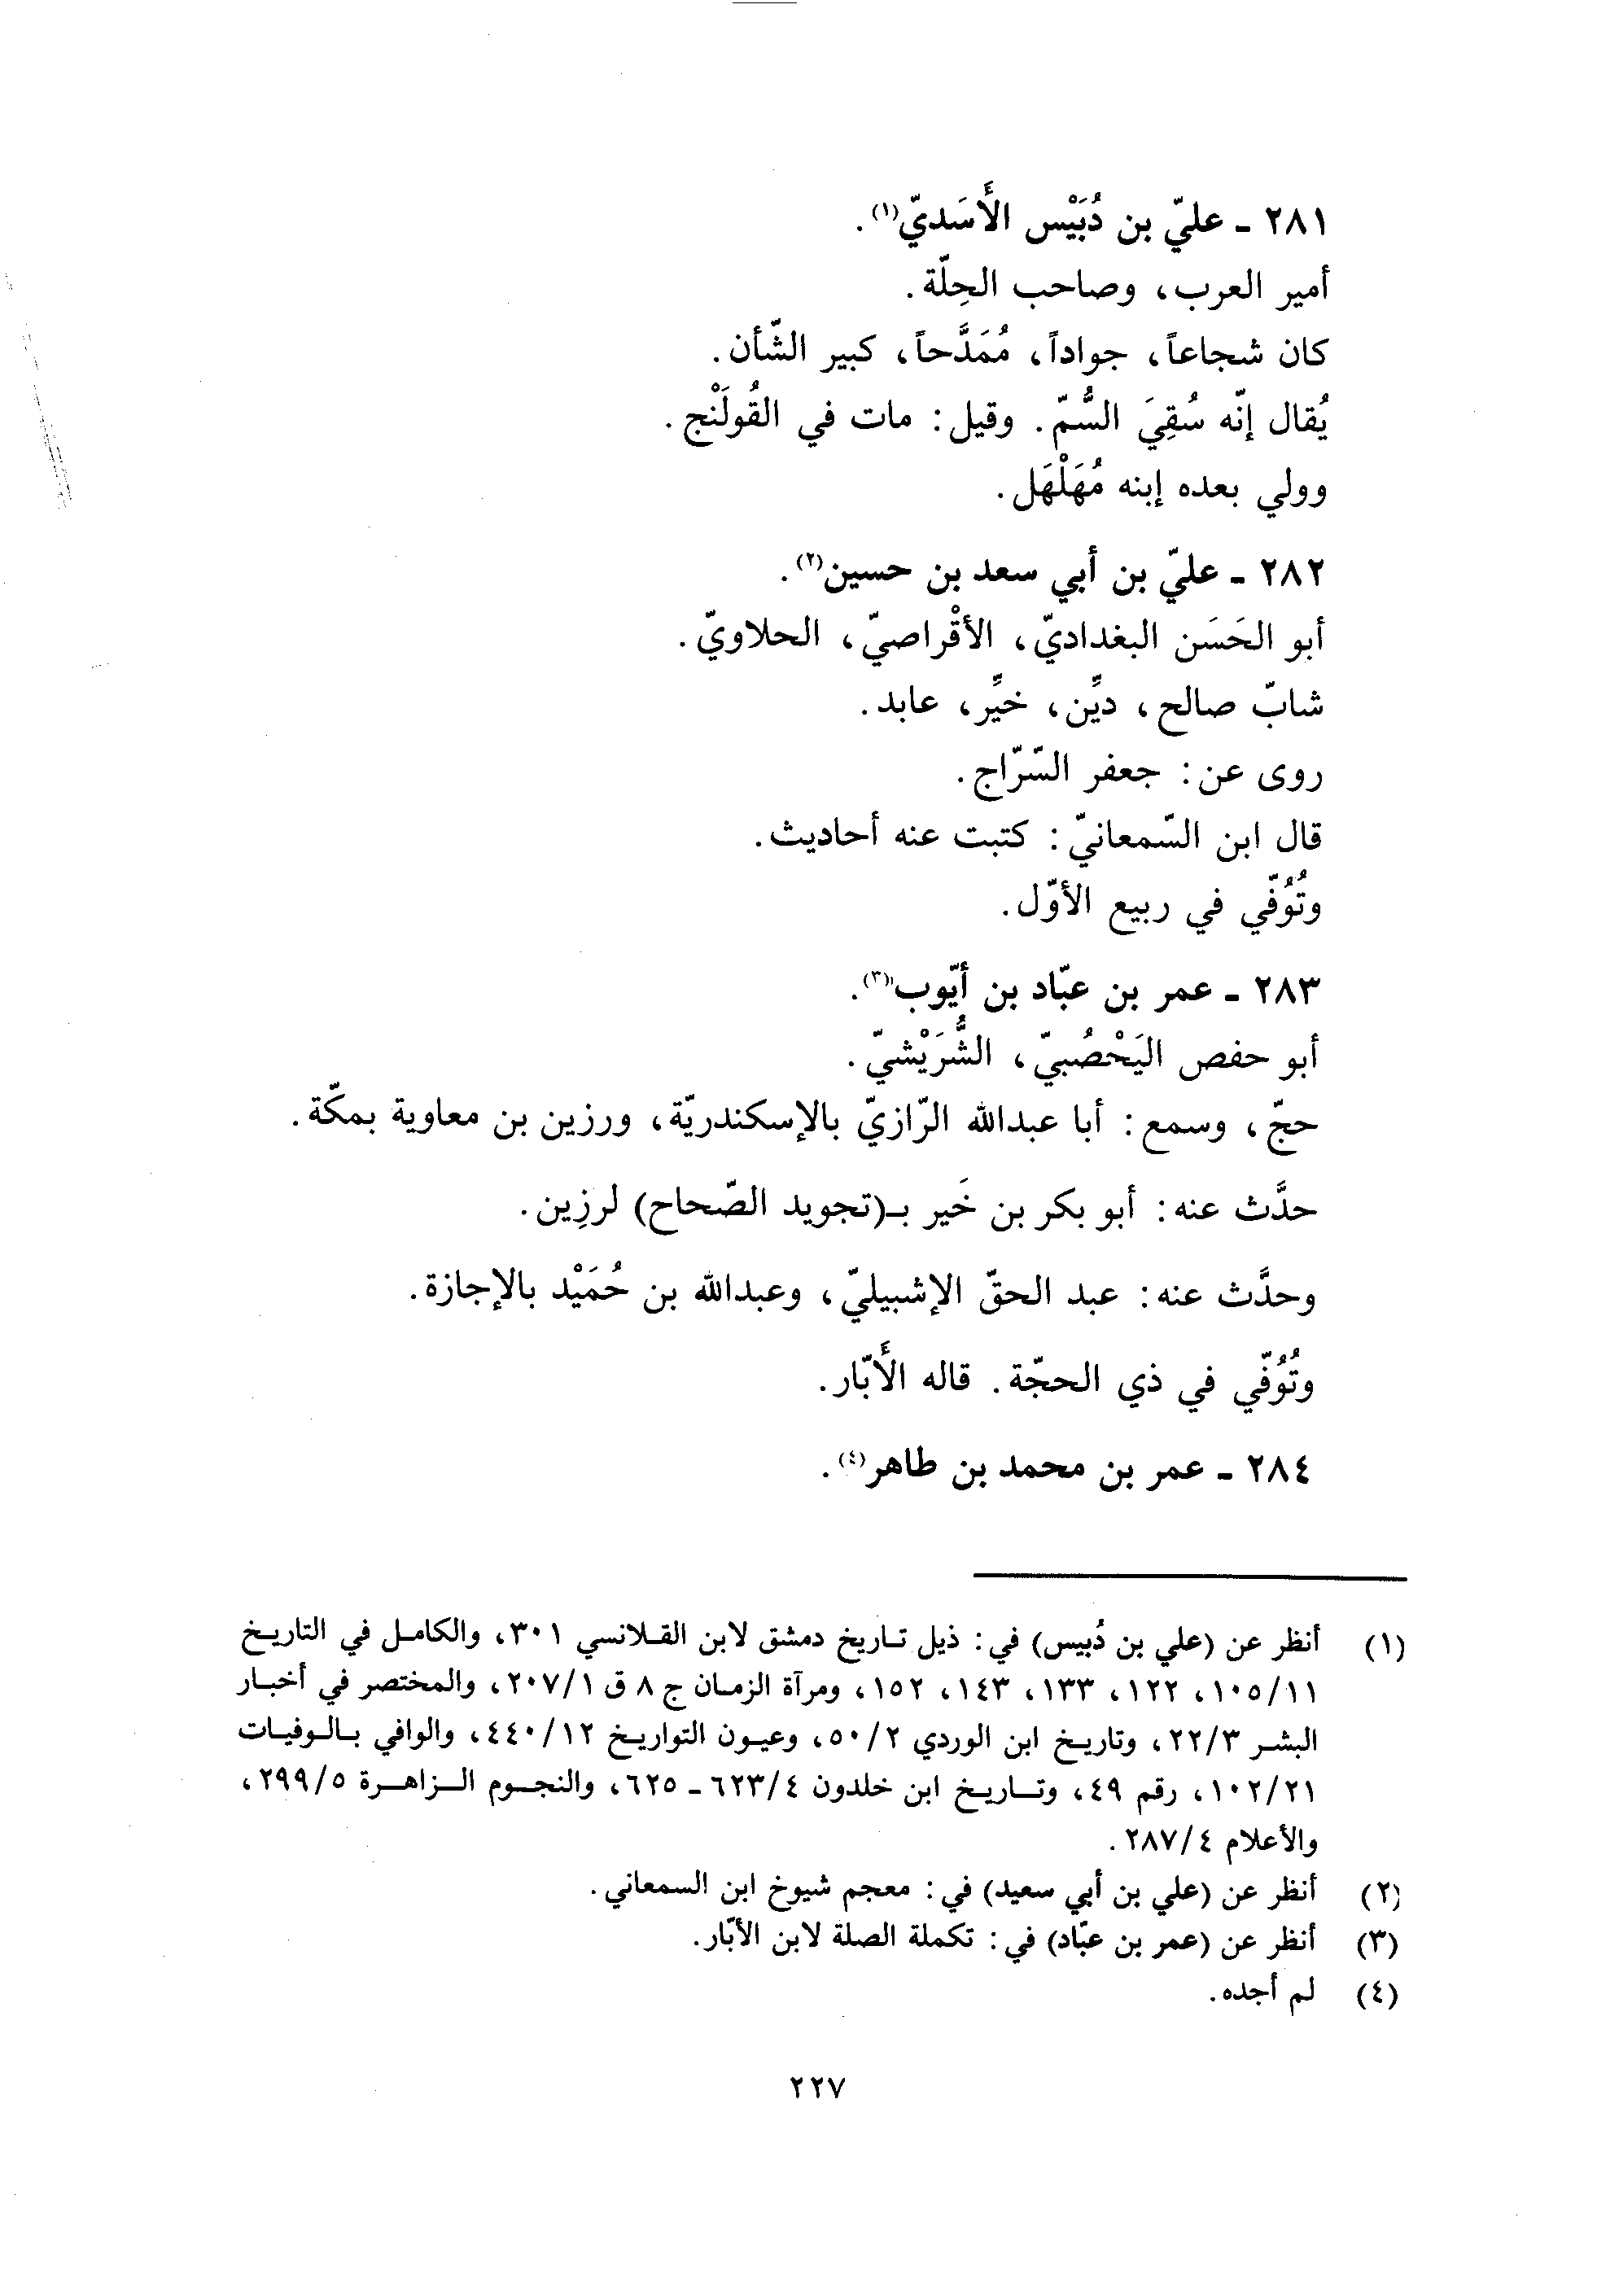 ٢٨١ - عليّ بن دُبَيْس الأَسَديّ(١).
أمير العرب، وصاحب الحِلّة.
كان شجاعاً، جواداً، مُمَدَّحاً، كبير الشّأن.
يُقال إنّه سُقِيَ السُّمّ. وقيل: مات في القُولَنْج.
وولي بعده إبنه مُهَلْهَل.
٢٨٢ - عليّ بن أبي سعد بن حسين(٢).
أبو الحَسَن البغداديّ، الأقْراصيّ، الحلاويّ.
شابّ صالح، ديِّن، خيِّر، عابد.
روى عن: جعفر السّرّاج.
قال ابن السّمعانيّ: كتبت عنه أحاديث.
وتُوُفّي في ربيع الأوّل.
٢٨٣ - عمر بن عبّاد بن أيّوب(٣).
أبو حفص اليَحْصُبيّ، الشُّرَيْشيّ.
حجّ، وسمع: أبا عبدالله الرّازيّ بالإسكندريّة، ورزين بن معاوية بمكّة.
حدَّث عنه: أبو بكر بن خَير بـ(تجويد الصّحاح) لرزِين.
وحدَّث عنه: عبد الحقّ الإشبيليّ، وعبدالله بن حُمَيْد بالإجازة.
وتُوُفّي في ذي الحجّة. قاله الأَبّار.
٢٨٤ - عمر بن محمد بن طاهر(٤).
(١) أنظر عن (علي بن دُبيس) في: ذيل تاريخ دمشق لابن القلانسي ٣٠١، والكامل في التاريخ
١٠٥/١١، ١٢٢، ١٣٣، ١٤٣، ١٥٢، ومرآة الزمان ج ٨ ق ٢٠٧/١، والمختصر في أخبار
البشر ٢٢/٣، وتاريخ ابن الوردي ٥٠/٢، وعيون التواريخ ٤٤٠/١٢، والوافي بالوفيات
١٠٢/٢١، رقم ٤٩، وتاريخ ابن خلدون ٦٢٣/٤ - ٦٢٥، والنجوم الزاهرة ٢٩٩/٥،
والأعلام ٢٨٧/٤.
(٢) أنظر عن (علي بن أبي سعيد) في: معجم شيوخ ابن السمعاني.
(٣) أنظر عن (عمر بن عبّاد) في: تكملة الصلة لابن الأبّار.
(٤) لم أجده.
٢٢٧